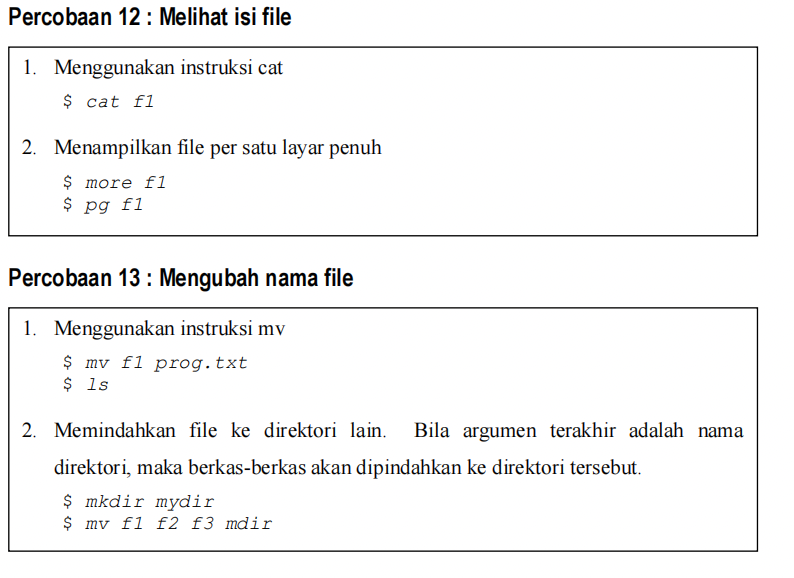 Percobaan 12 : Melihat isi file
1. Menggunakan instruksi cat
$ cat f1
2. Menampilkan file per satu layar penuh
$ more f1
$ pg f1
Percobaan 13 : Mengubah nama file
1. Menggunakan instruksi mv
$ mv f1 prog.txt
$ ls
2. Memindahkan file ke direktori lain. Bila argumen terakhir adalah nama
direktori, maka berkas-berkas akan dipindahkan ke direktori tersebut.
$ mkdir mydir
$ mv f1 f2 f3 mdir